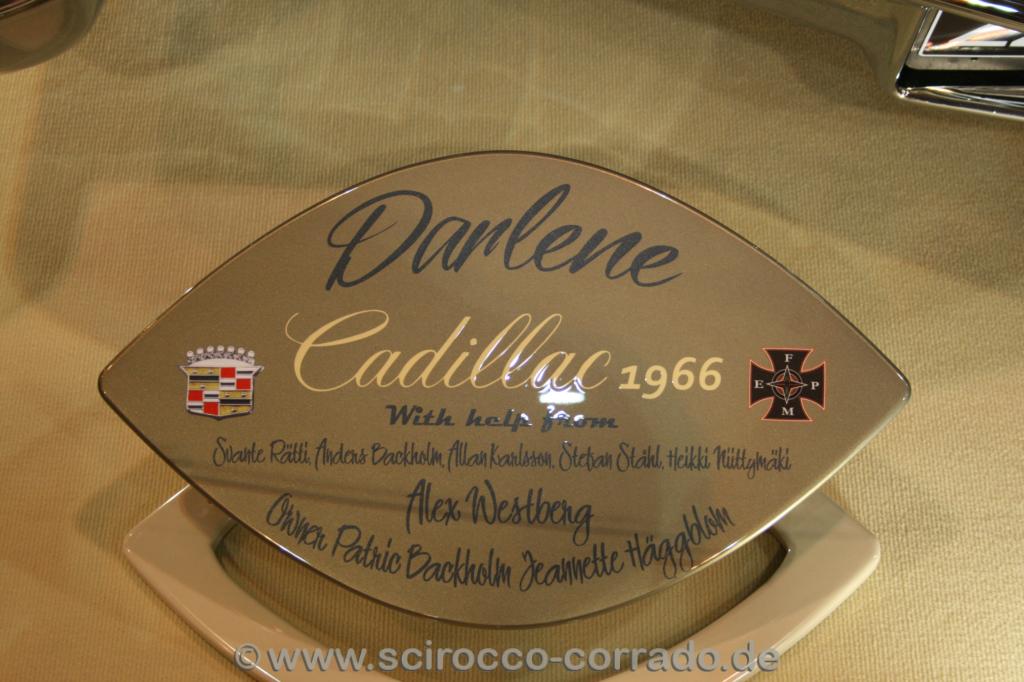 Darlene
Cadillac 1966
With help from
Svante Rätti, Anders Backholm, Allan Karlsson, Stefan Ståhl, Heikki Niittymäki
Alex Westberg
Owner Patric Backholm Jeannette Häggblom
F
E P
M
©www.scirocco-corrado.de